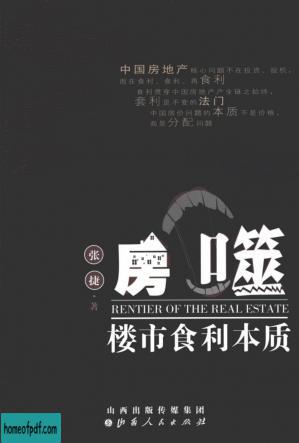 中国房地产核心问题不在投资、投机，
而在食利、食利、再食利
食利贯穿中国房地产产业链之始终，
套利是不变的法门
中国房价问题的本质不是价格，
而是分配问题
房噬
张捷·著
RENTIER OF THE REAL ESTATE
楼市食利本质
山西出版传媒集团
山西人民出版社
homeofpdf.com